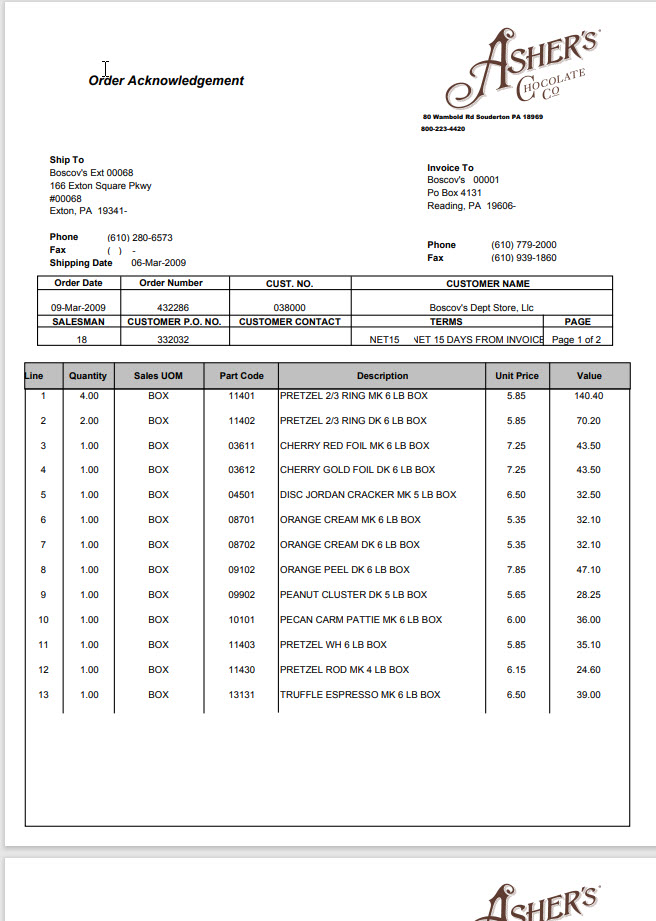 ASHER'S
CHOCOLATE
CO
Order Acknowledgement
80 Wambold Rd Souderton PA 18969
800-223-4420
Ship To
Boscov's Ext 00068
166 Exton Square Pkwy
#00068
Exton, PA 19341-
Invoice To
Boscov's 00001
Po Box 4131
Reading, PA 19606-
Phone (610) 280-6573
Fax ( ) -
Shipping Date 06-Mar-2009
Phone (610) 779-2000
Fax (610) 939-1860
Order Date Order Number CUST. NO. CUSTOMER NAME
09-Mar-2009 432286 038000 Boscov's Dept Store, Llc
SALESMAN CUSTOMER P.O. NO. CUSTOMER CONTACT TERMS PAGE
18 332032 NET15 NET 15 DAYS FROM INVOICE Page 1 of 2
Line Quantity Sales UOM Part Code Description Unit Price Value
1 4.00 BOX 11401 PRETZEL 2/3 RING MK 6 LB BOX 5.85 140.40
2 2.00 BOX 11402 PRETZEL 2/3 RING DK 6 LB BOX 5.85 70.20
3 1.00 BOX 03611 CHERRY RED FOIL MK 6 LB BOX 7.25 43.50
4 1.00 BOX 03612 CHERRY GOLD FOIL DK 6 LB BOX 7.25 43.50
5 1.00 BOX 04501 DISC JORDAN CRACKER MK 5 LB BOX 6.50 32.50
6 1.00 BOX 08701 ORANGE CREAM MK 6 LB BOX 5.35 32.10
7 1.00 BOX 08702 ORANGE CREAM DK 6 LB BOX 5.35 32.10
8 1.00 BOX 09102 ORANGE PEEL DK 6 LB BOX 7.85 47.10
9 1.00 BOX 09902 PEANUT CLUSTER DK 5 LB BOX 5.65 28.25
10 1.00 BOX 10101 PECAN CARM PATTIE MK 6 LB BOX 6.00 36.00
11 1.00 BOX 11403 PRETZEL WH 6 LB BOX 5.85 35.10
12 1.00 BOX 11430 PRETZEL ROD MK 4 LB BOX 6.15 24.60
13 1.00 BOX 13131 TRUFFLE ESPRESSO MK 6 LB BOX 6.50 39.00
ASHER'S